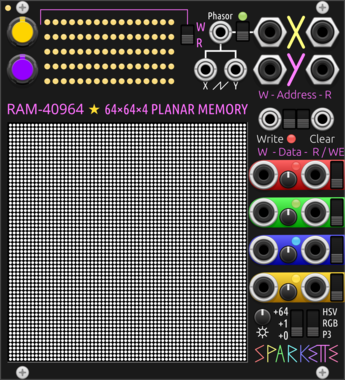 W
R
Phasor
X Y
X Y
W - Address - R
RAM-40964 ★ 64×64×4 PLANAR MEMORY
Write Clear
W - Data - R / WE
+64
+1
+0
HSV
RGB
P3
SPARKETTE